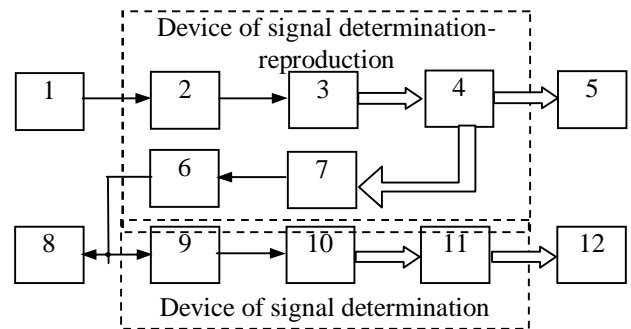 Device of signal determination-
reproduction
1 2 3 4 5
6 7
8 9 10 11 12
Device of signal determination